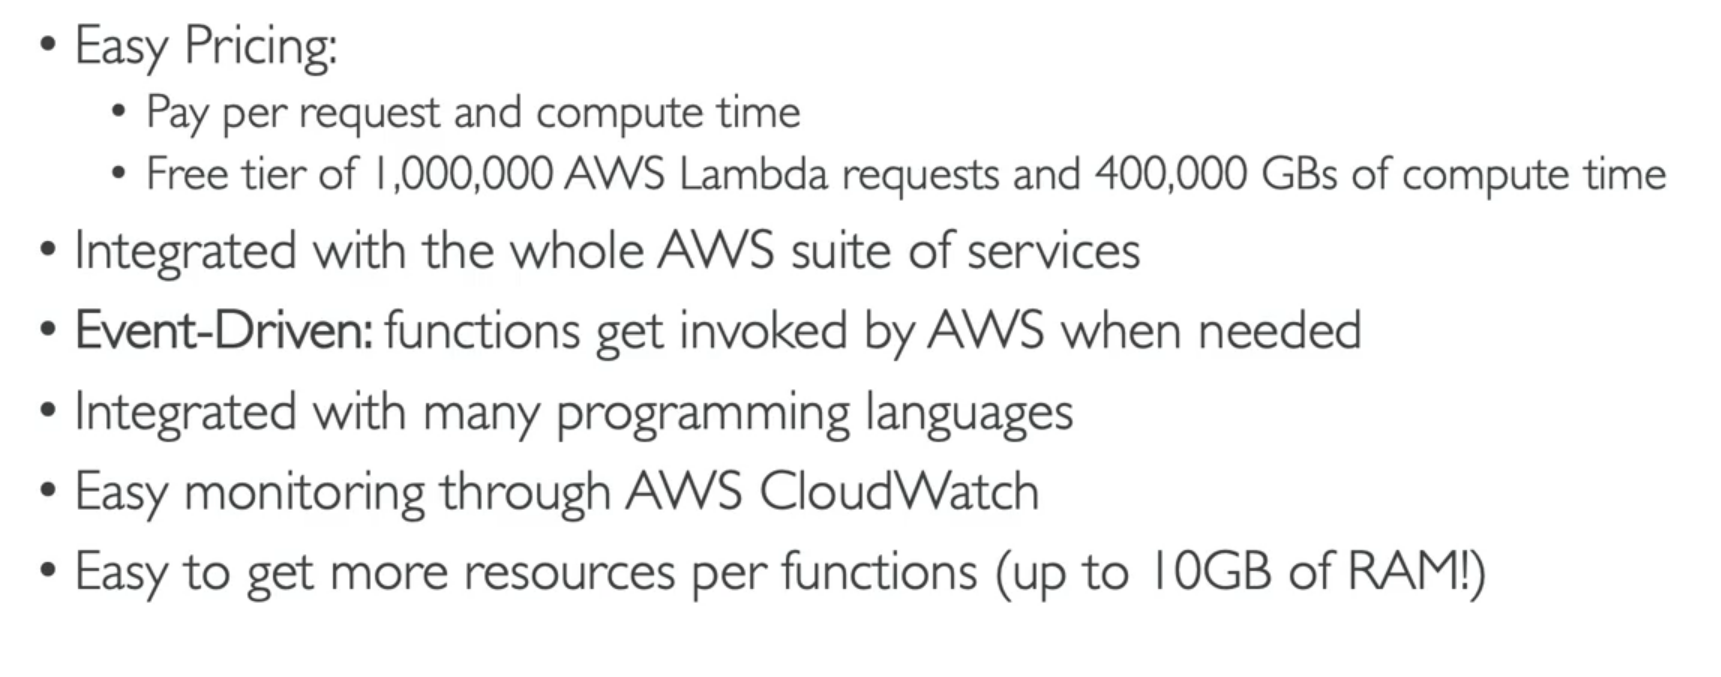 • Easy Pricing:
• Pay per request and compute time
• Free tier of 1,000,000 AWS Lambda requests and 400,000 GBs of compute time
• Integrated with the whole AWS suite of services
• Event-Driven: functions get invoked by AWS when needed
• Integrated with many programming languages
• Easy monitoring through AWS CloudWatch
• Easy to get more resources per functions (up to 10GB of RAM!)